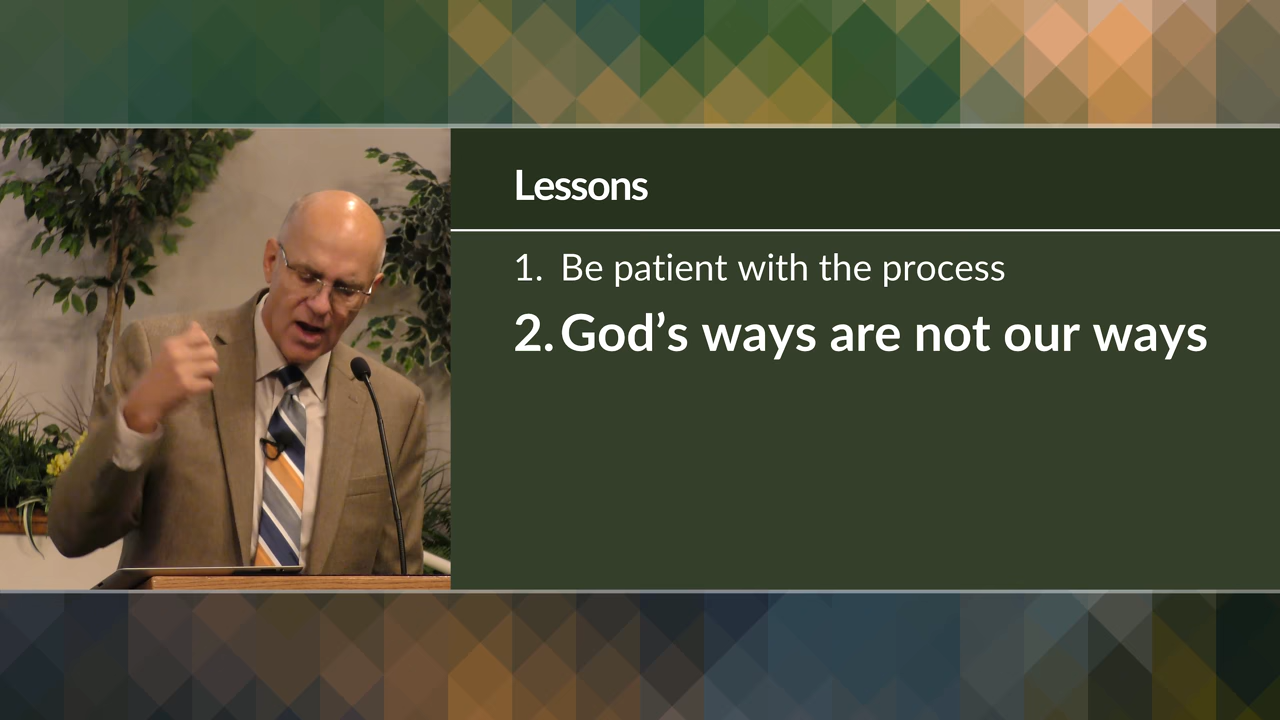 Lessons
1. Be patient with the process
2. God’s ways are not our ways